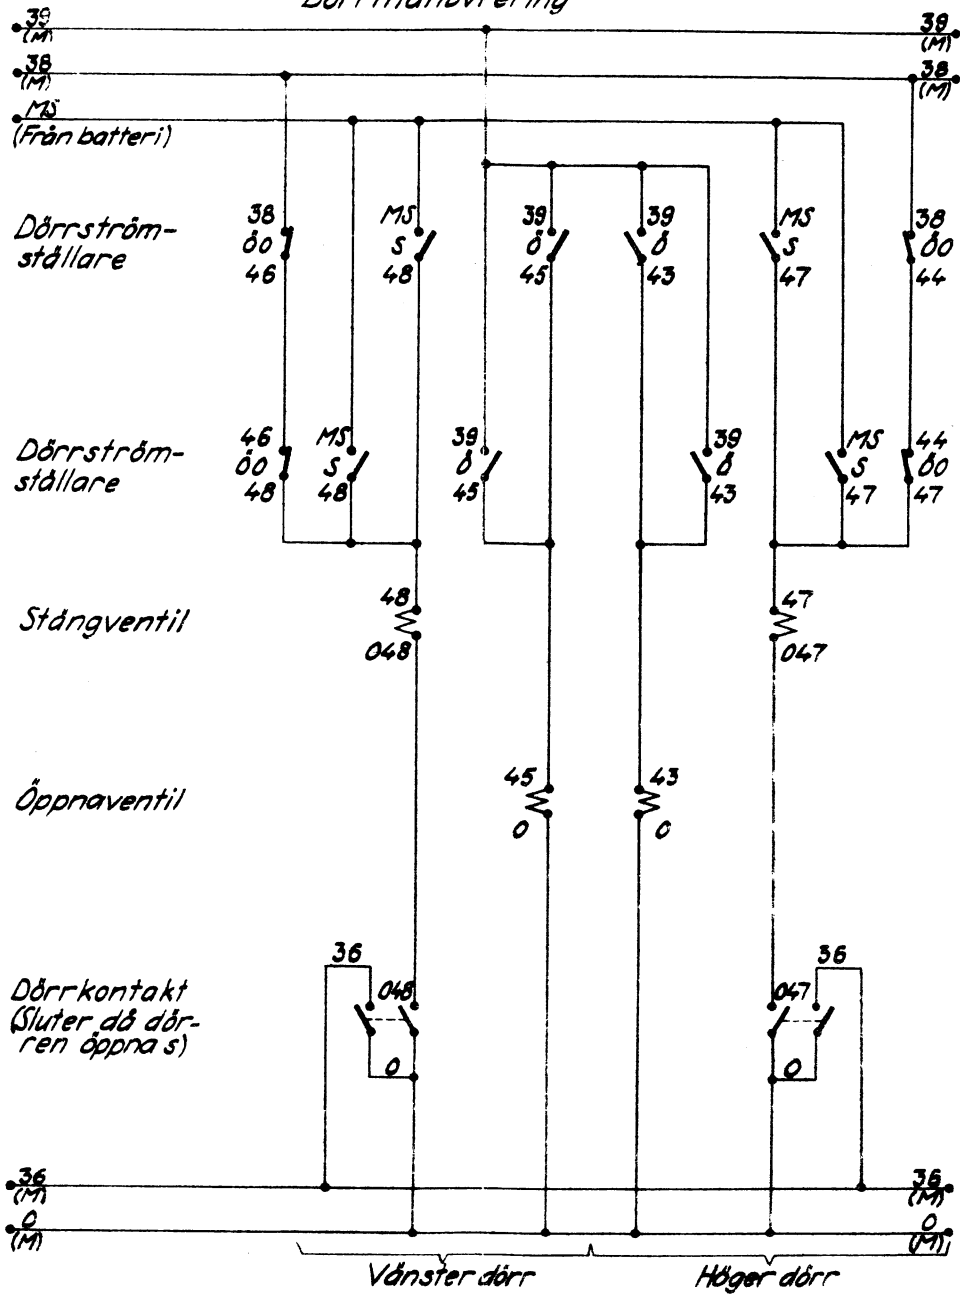 Dörrmanövrering
39 39
(M) (M)
38 38
(M) (M)
MS
(Från batteri)
Dörrström-
ställare
38 MS 39 39 MS 38
ÖO S Ö Ö S ÖO
46 48 45 43 47 44
Dörrström-
ställare
46 MS 39 39 MS 44
ÖO S Ö Ö S ÖO
48 48 45 43 47 47
Stängventil
48 47
048 047
Öppnaventil
45 43
0 0
36 36
Dörrkontakt
(Sluter då dör-
ren öppnas)
048 047
0 0
36 36
(M) (M)
0 0
(M) (M)
Vänster dörr Höger dörr